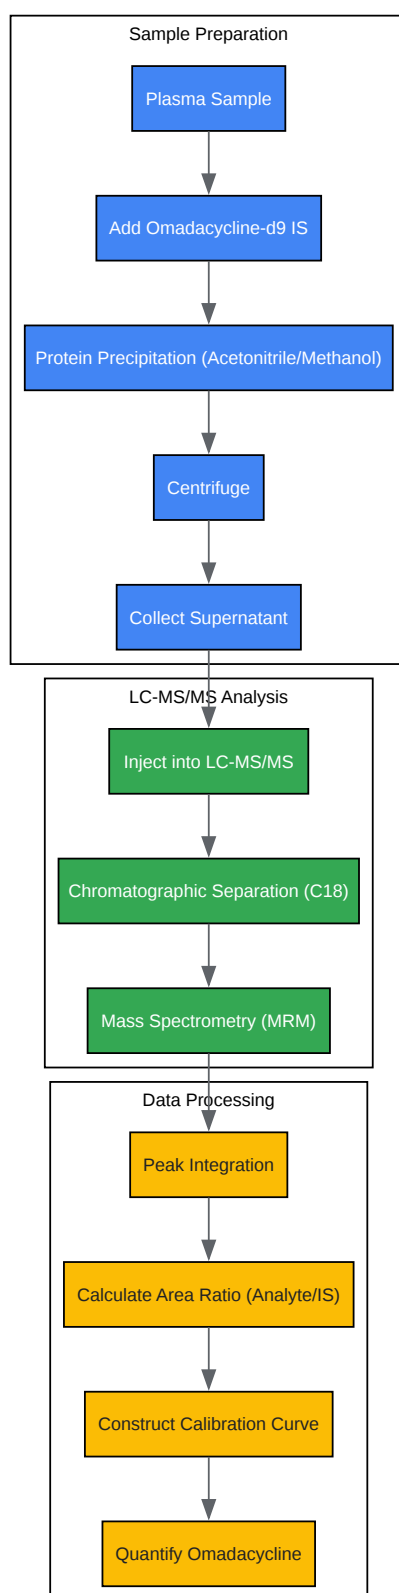 Sample Preparation
Plasma Sample
Add Omadacycline-d9 IS
Protein Precipitation (Acetonitrile/Methanol)
Centrifuge
Collect Supernatant
LC-MS/MS Analysis
Inject into LC-MS/MS
Chromatographic Separation (C18)
Mass Spectrometry (MRM)
Data Processing
Peak Integration
Calculate Area Ratio (Analyte/IS)
Construct Calibration Curve
Quantify Omadacycline